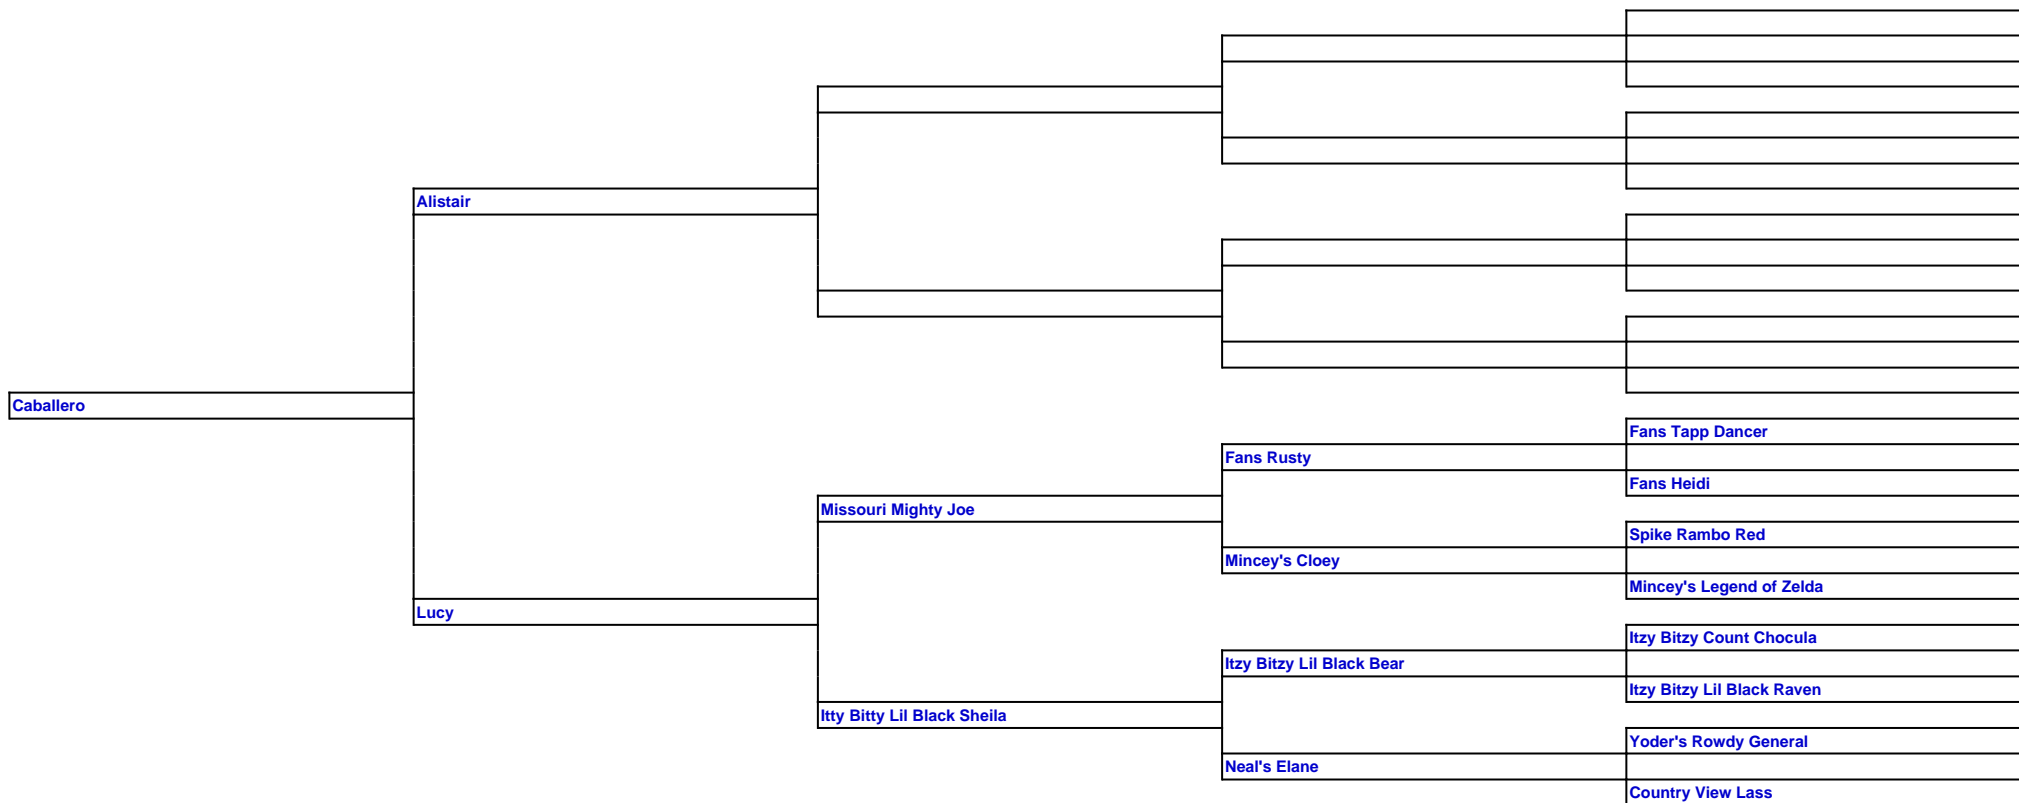 Alistair
Caballero
Fans Tapp Dancer
Fans Rusty
Fans Heidi
Missouri Mighty Joe
Spike Rambo Red
Mincey's Cloey
Mincey's Legend of Zelda
Lucy
Itzy Bitzy Count Chocula
Itzy Bitzy Lil Black Bear
Itzy Bitzy Lil Black Raven
Itty Bitty Lil Black Sheila
Yoder's Rowdy General
Neal's Elane
Country View Lass